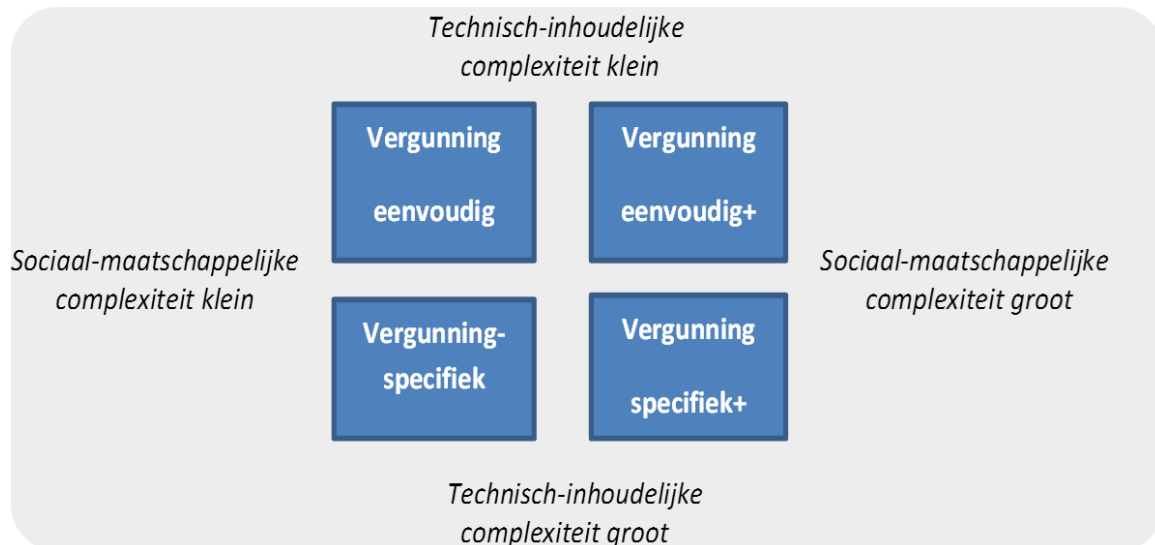 Technisch-inhoudelijke
complexiteit klein
Vergunning
eenvoudig
Vergunning
eenvoudig+
Sociaal-maatschappelijke
complexiteit klein
Sociaal-maatschappelijke
complexiteit groot
Vergunning-
specifiek
Vergunning
specifiek+
Technisch-inhoudelijke
complexiteit groot